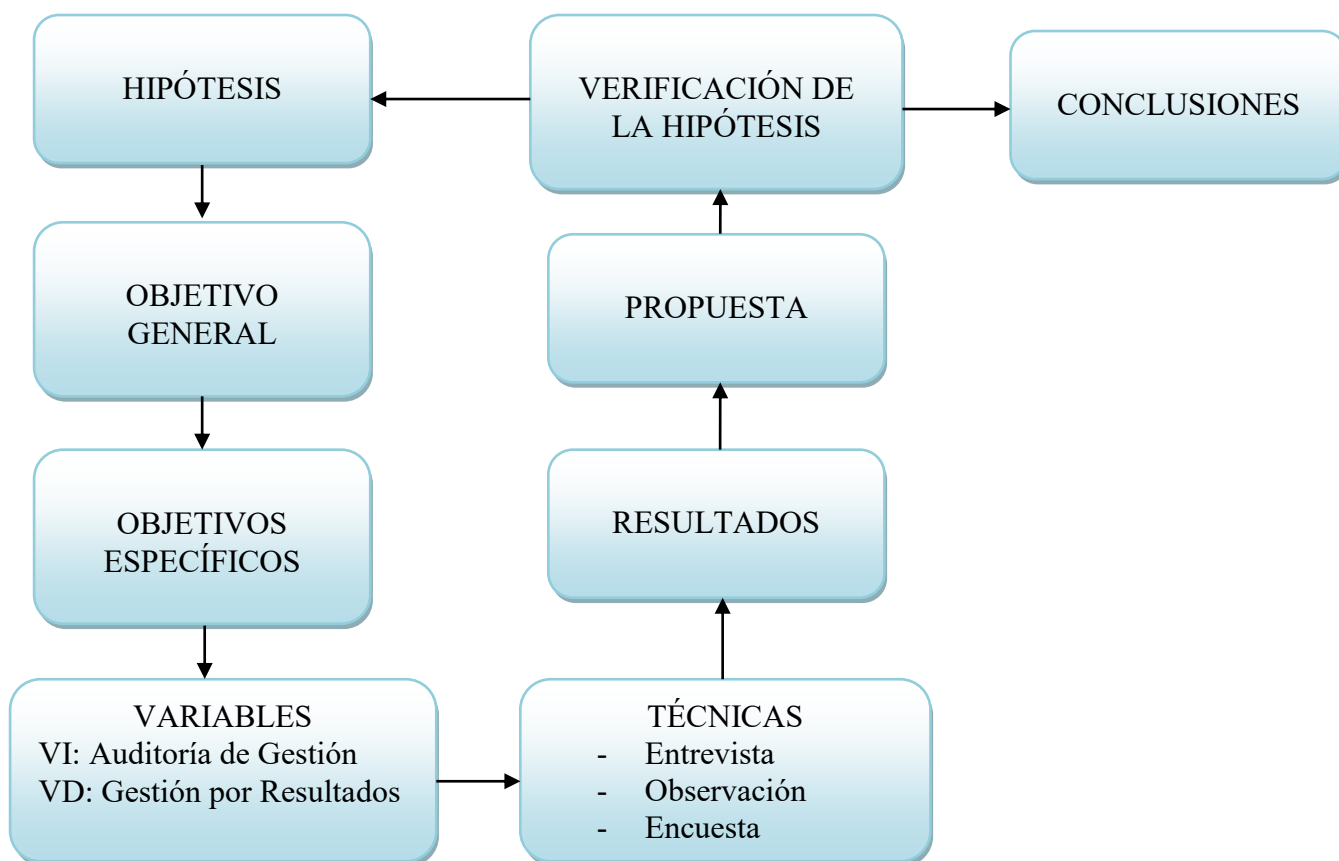 HIPÓTESIS
VERIFICACIÓN DE
LA HIPÓTESIS
CONCLUSIONES
OBJETIVO
GENERAL
PROPUESTA
OBJETIVOS
ESPECÍFICOS
RESULTADOS
VARIABLES
VI: Auditoría de Gestión
VD: Gestión por Resultados
TÉCNICAS
- Entrevista
- Observación
- Encuesta